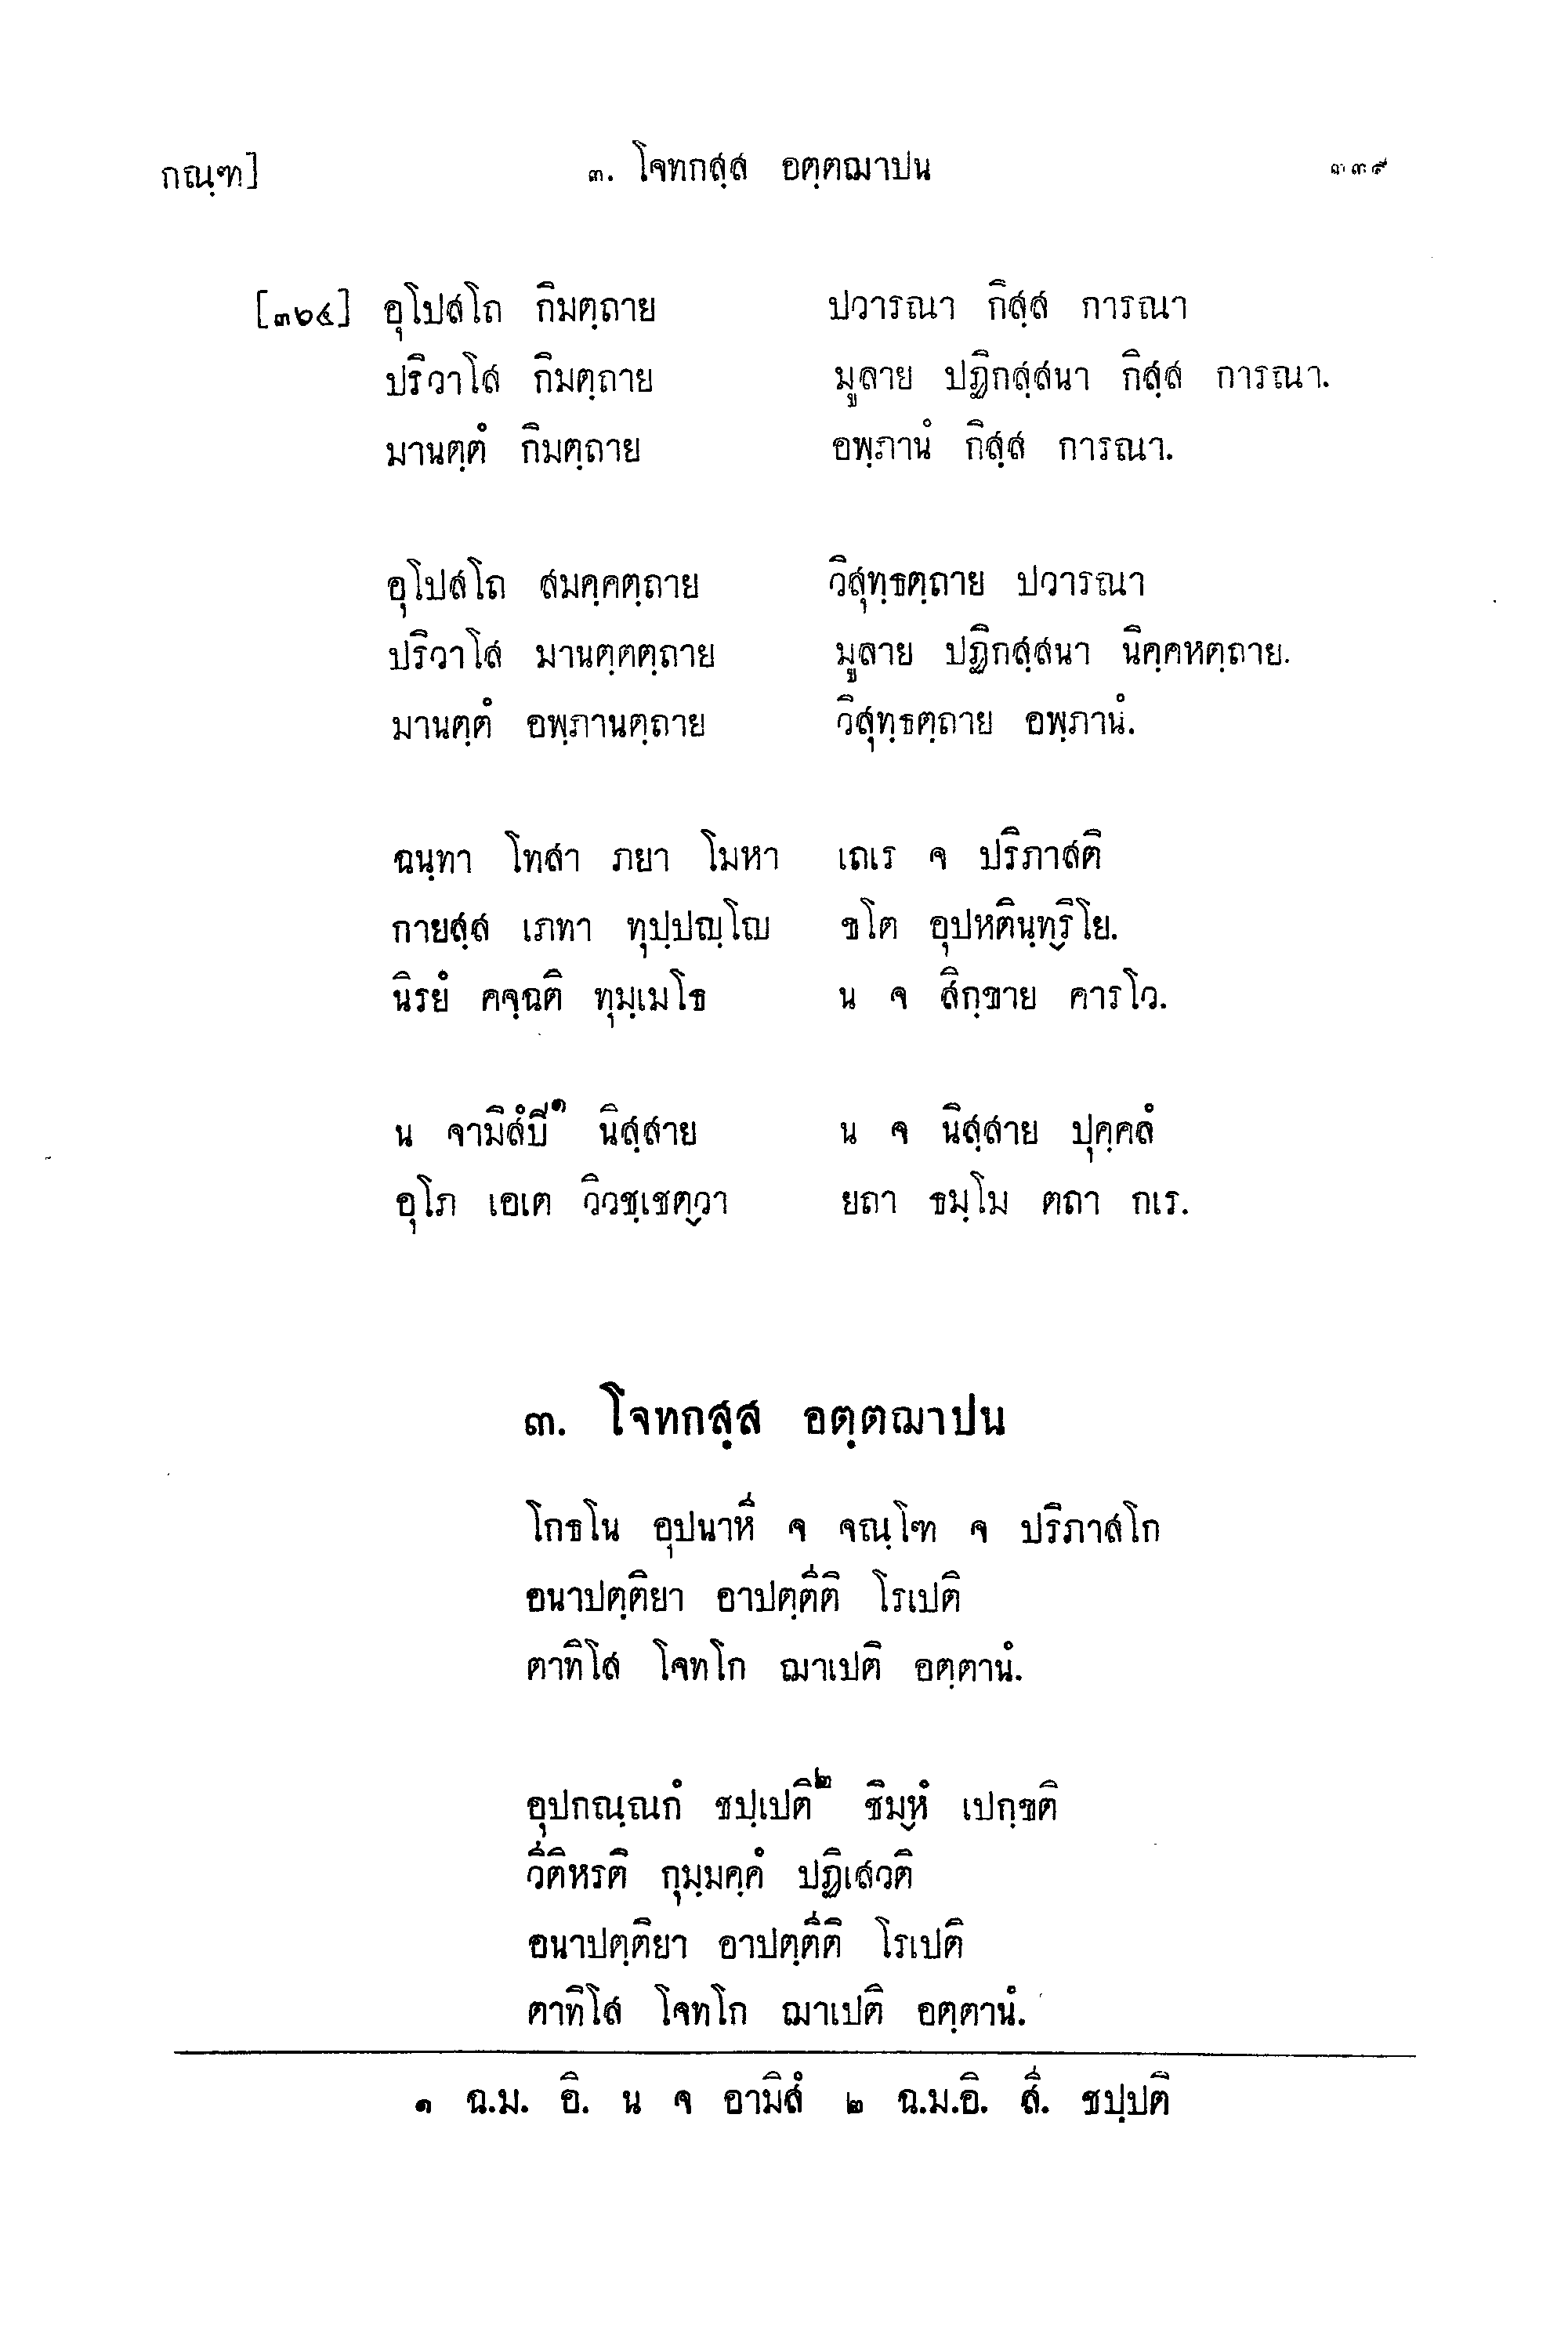 กณฺฑ]	๓. โจทกสฺส อตฺตฌาปน	๓๓๙
[๓๖๔] อุโปสโถ กิมตฺถาย	ปวารณา กิสฺส การณา
ปริวาโส กิมตฺถาย	มูลาย ปฏิกสฺสนา กิสฺส การณา.
มานตฺตํ กิมตฺถาย	อพฺภานํ กิสฺส การณา.
อุโปสโถ สมคฺคตฺถาย	วิสุทฺธตฺถาย ปวารณา
ปริวาโส มานตฺตตฺถาย	มูลาย ปฏิกสฺสนา นิคฺคหตฺถาย.
มานตฺตํ อพฺภานตฺถาย	วิสุทฺธตฺถาย อพฺภานํ.
ฉนฺทา โทสา ภยา โมหา	เถเร จ ปริภาสติ
กายสฺส เภทา ทุปฺปญฺโญ	ขโต อุปหตินฺทฺริโย.
นิรยํ คจฺฉติ ทุมฺเมโธ	น จ สิกฺขาย คารโว.
น จามิสํปี๑ นิสฺสาย	น จ นิสฺสาย ปุคฺคลํ
อุโภ เอเต วิวชฺเชตฺวา	ยถา ธมฺโม ตถา กเร.
๓. โจทกสฺส อตฺตฌาปน
โกธโน อุปนาหี จ จณฺโฑ จ ปริภาสโก
อนาปตฺติยา อาปตฺตีติ โรเปติ
ตาทิโส โจทโก ฌาเปติ อตฺตานํ.
อุปกณฺณกํ ชปฺเปติ๒ ชิมฺหํ เปกฺขติ
วีติหรติ กุมฺมคฺคํ ปฏิเสวติ
อนาปตฺติยา อาปตฺตีติ โรเปติ
ตาทิโส โจทโก ฌาเปติ อตฺตานํ.
๑ ฉ.ม. อิ. น จ อามิสํ ๒ ฉ.ม.อิ. สี. ชปฺปติ